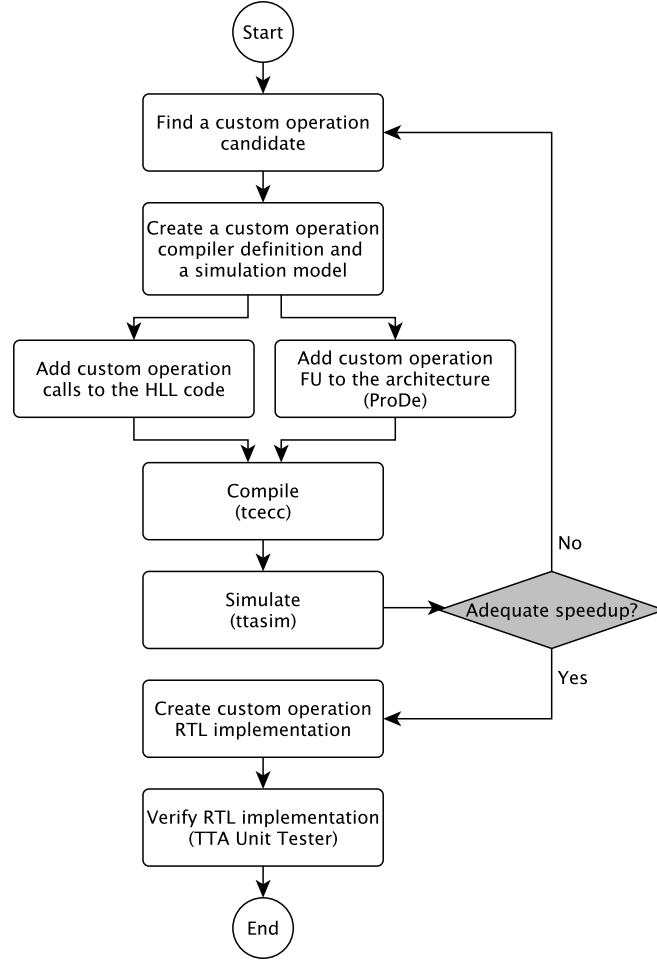 Start
Find a custom operation
candidate
Create a custom operation
compiler definition and
a simulation model
Add custom operation
calls to the HLL code
Add custom operation
FU to the architecture
(ProDe)
Compile
(tcecc)
No
Simulate
(ttasim)
Adequate speedup?
Yes
Create custom operation
RTL implementation
Verify RTL implementation
(TTA Unit Tester)
End